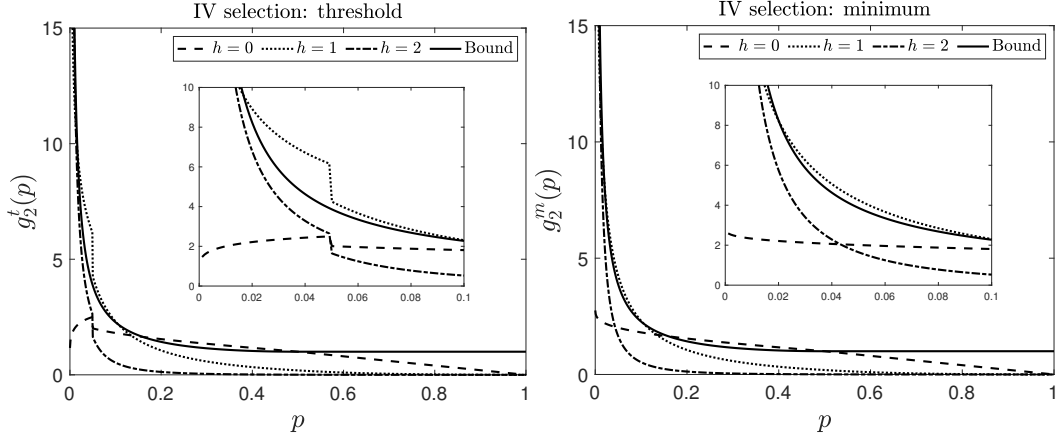 IV selection: threshold
h = 0 h = 1 h = 2 Bound
15
10
5
0
g₂ᵗ(p)
10
8
6
4
2
0
0 0.02 0.04 0.06 0.08 0.1
0 0.2 0.4 0.6 0.8 1
p
IV selection: minimum
h = 0 h = 1 h = 2 Bound
15
10
5
0
g₂ᵐ(p)
10
8
6
4
2
0
0 0.02 0.04 0.06 0.08 0.1
0 0.2 0.4 0.6 0.8 1
p